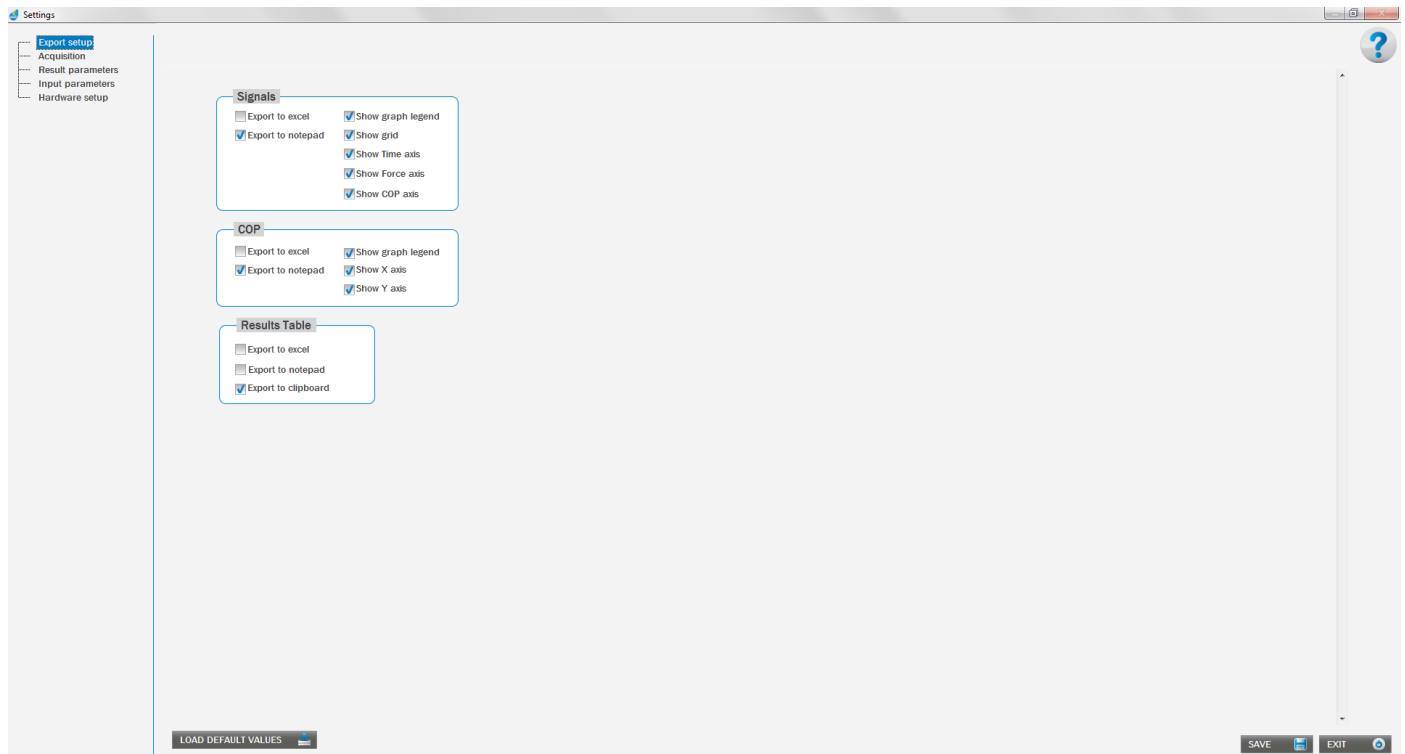 Settings
Export setup
Acquisition
Result parameters
Input parameters
Hardware setup
Signals
Export to excel
Show graph legend
Export to notepad
Show grid
Show Time axis
Show Force axis
Show COP axis
COP
Export to excel
Show graph legend
Export to notepad
Show X axis
Show Y axis
Results Table
Export to excel
Export to notepad
Export to clipboard
LOAD DEFAULT VALUES
SAVE
EXIT